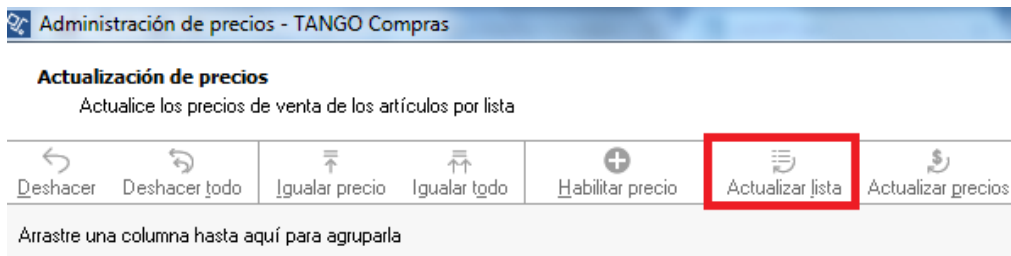 Administración de precios - TANGO Compras
Actualización de precios
Actualice los precios de venta de los artículos por lista
Deshacer Deshacer todo Igualar precio Igualar todo Habilitar precio Actualizar lista Actualizar precios
Arrastre una columna hasta aquí para agruparla